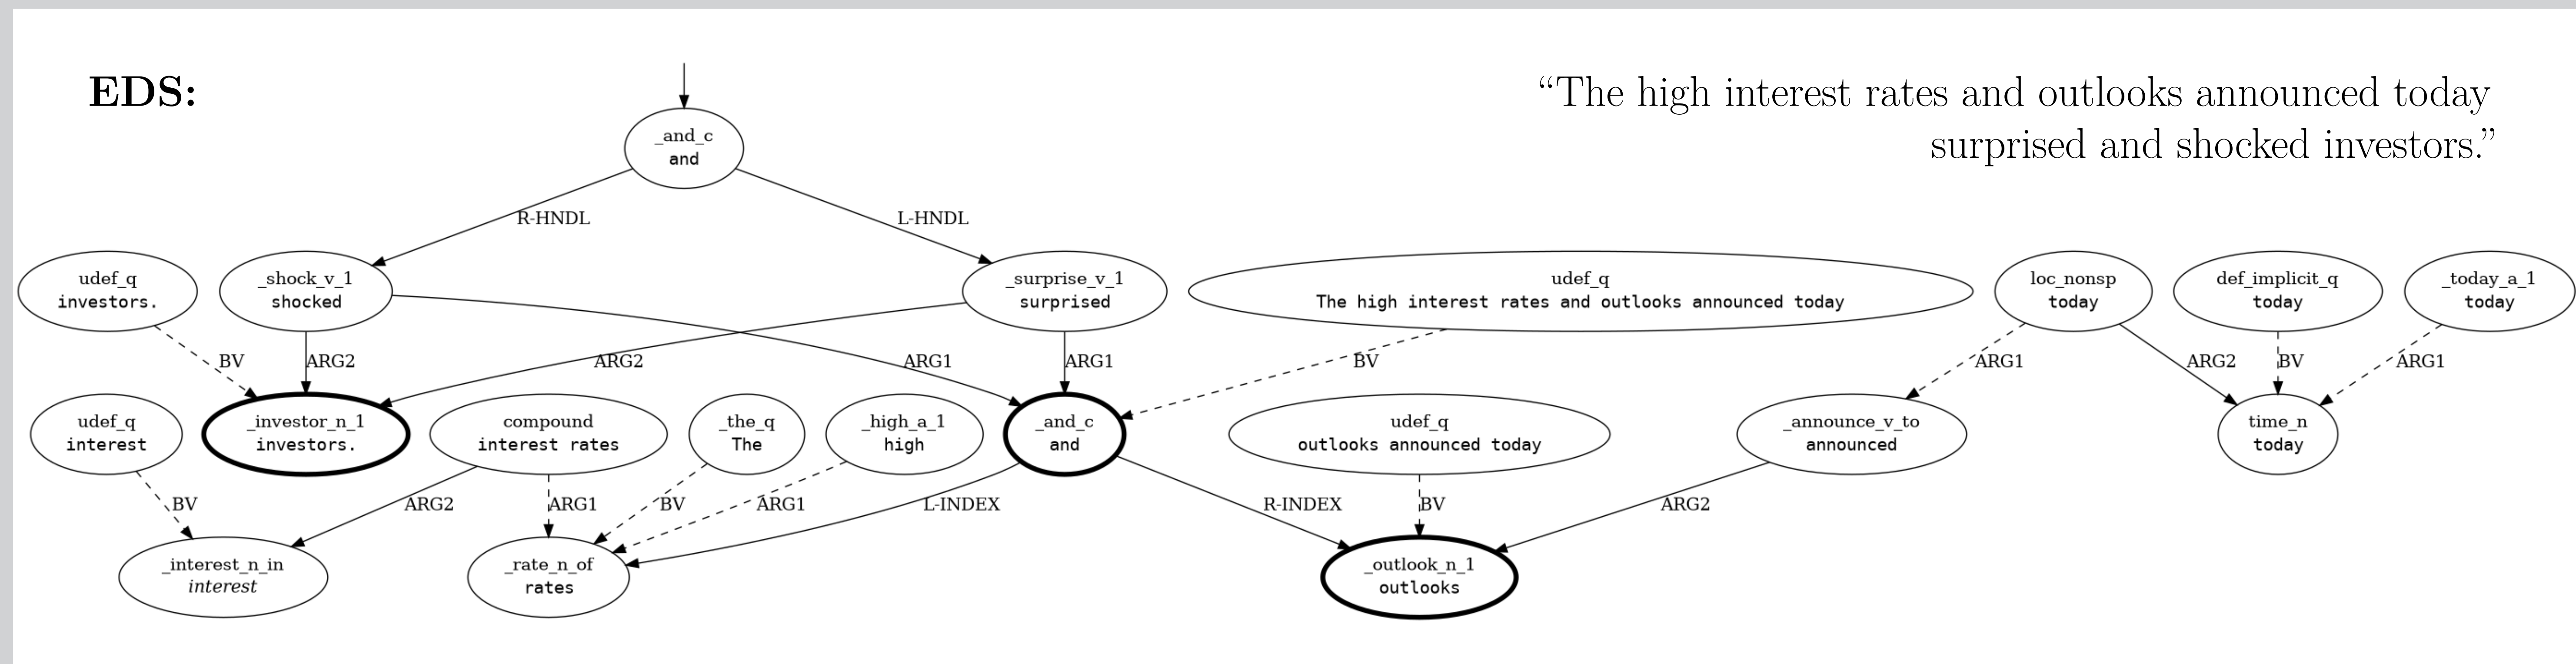 EDS:
“The high interest rates and outlooks announced today
surprised and shocked investors.”
_and_c
and
R-HNDL
L-HNDL
udef_q
investors.
_shock_v_1
shocked
_surprise_v_1
surprised
udef_q
The high interest rates and outlooks announced today
loc_nonsp
today
def_implicit_q
today
_today_a_1
today
BV
ARG2
ARG2
ARG1
ARG1
BV
ARG1
ARG2
BV
ARG1
udef_q
interest
_investor_n_1
investors.
compound
interest rates
_the_q
The
_high_a_1
high
_and_c
and
udef_q
outlooks announced today
_announce_v_to
announced
time_n
today
BV
ARG2
ARG1
BV
ARG1
L-INDEX
R-INDEX
BV
ARG2
_interest_n_in
interest
_rate_n_of
rates
_outlook_n_1
outlooks